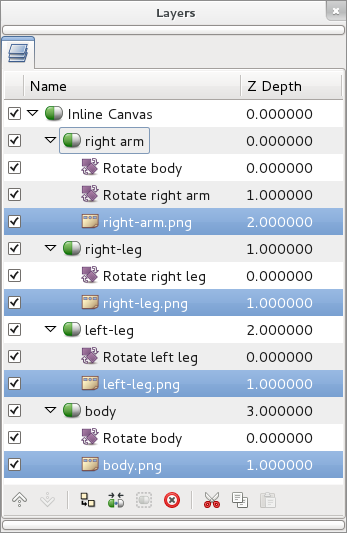 Layers
Name Z Depth
Inline Canvas 0.000000
right arm 0.000000
Rotate body 0.000000
Rotate right arm 1.000000
right-arm.png 2.000000
right-leg 1.000000
Rotate right leg 0.000000
right-leg.png 1.000000
left-leg 2.000000
Rotate left leg 0.000000
left-leg.png 1.000000
body 3.000000
Rotate body 0.000000
body.png 1.000000